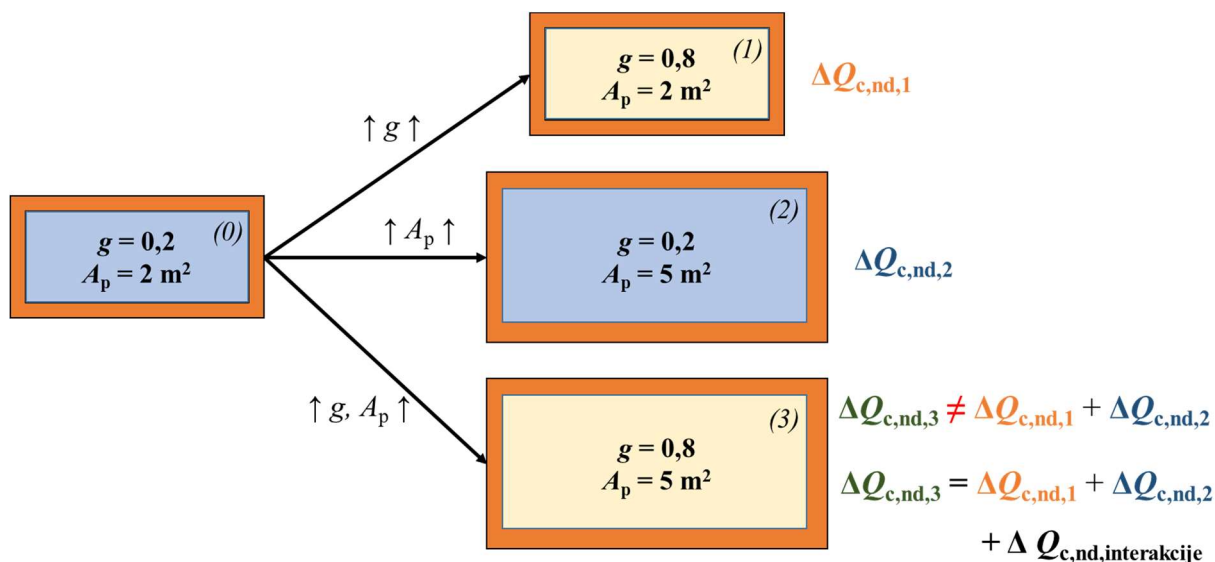 (0)
g = 0,2
A_p = 2 m²
↑ g ↑
(1)
g = 0,8
A_p = 2 m²
ΔQ_c,nd,1
↑ A_p ↑
(2)
g = 0,2
A_p = 5 m²
ΔQ_c,nd,2
↑ g, A_p ↑
(3)
g = 0,8
A_p = 5 m²
ΔQ_c,nd,3 ≠ ΔQ_c,nd,1 + ΔQ_c,nd,2
ΔQ_c,nd,3 = ΔQ_c,nd,1 + ΔQ_c,nd,2
+ Δ Q_c,nd,interakcije